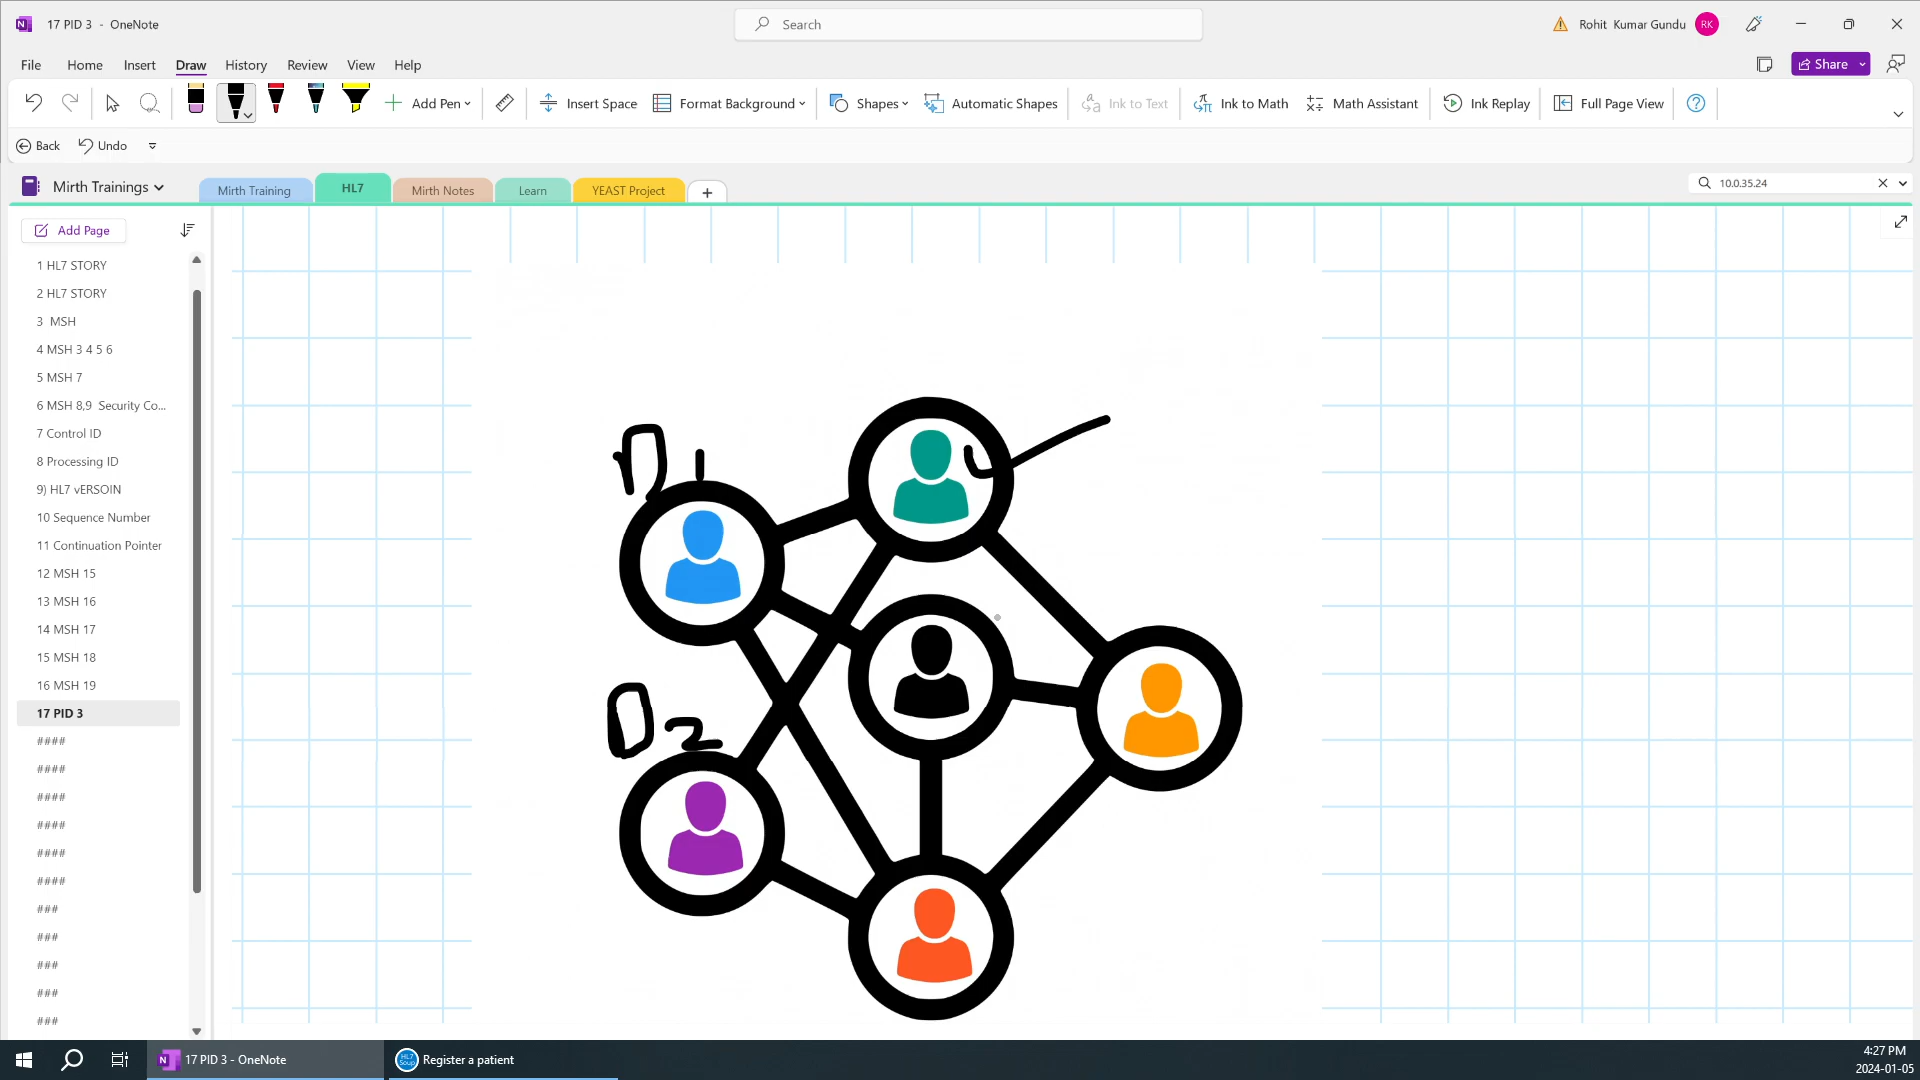 17 PID 3 - OneNote
Search
Rohit Kumar Gundu
RK
File Home Insert Draw History Review View Help
Share
Add Pen
Insert Space
Format Background
Shapes
Automatic Shapes
Ink to Text
Ink to Math
Math Assistant
Ink Replay
Full Page View
Back Undo
Mirth Trainings
Mirth Training
HL7
Mirth Notes
Learn
YEAST Project
10.0.35.24
Add Page
1 HL7 STORY
2 HL7 STORY
3 MSH
4 MSH 3 4 5 6
5 MSH 7
6 MSH 8,9 Security Co...
7 Control ID
8 Processing ID
9) HL7 vERSOIN
10 Sequence Number
11 Continuation Pointer
12 MSH 15
13 MSH 16
14 MSH 17
15 MSH 18
16 MSH 19
17 PID 3
####
####
####
####
####
####
###
###
###
###
###
D1
D2
17 PID 3 - OneNote
HL7 Soup
Register a patient
4:27 PM
2024-01-05